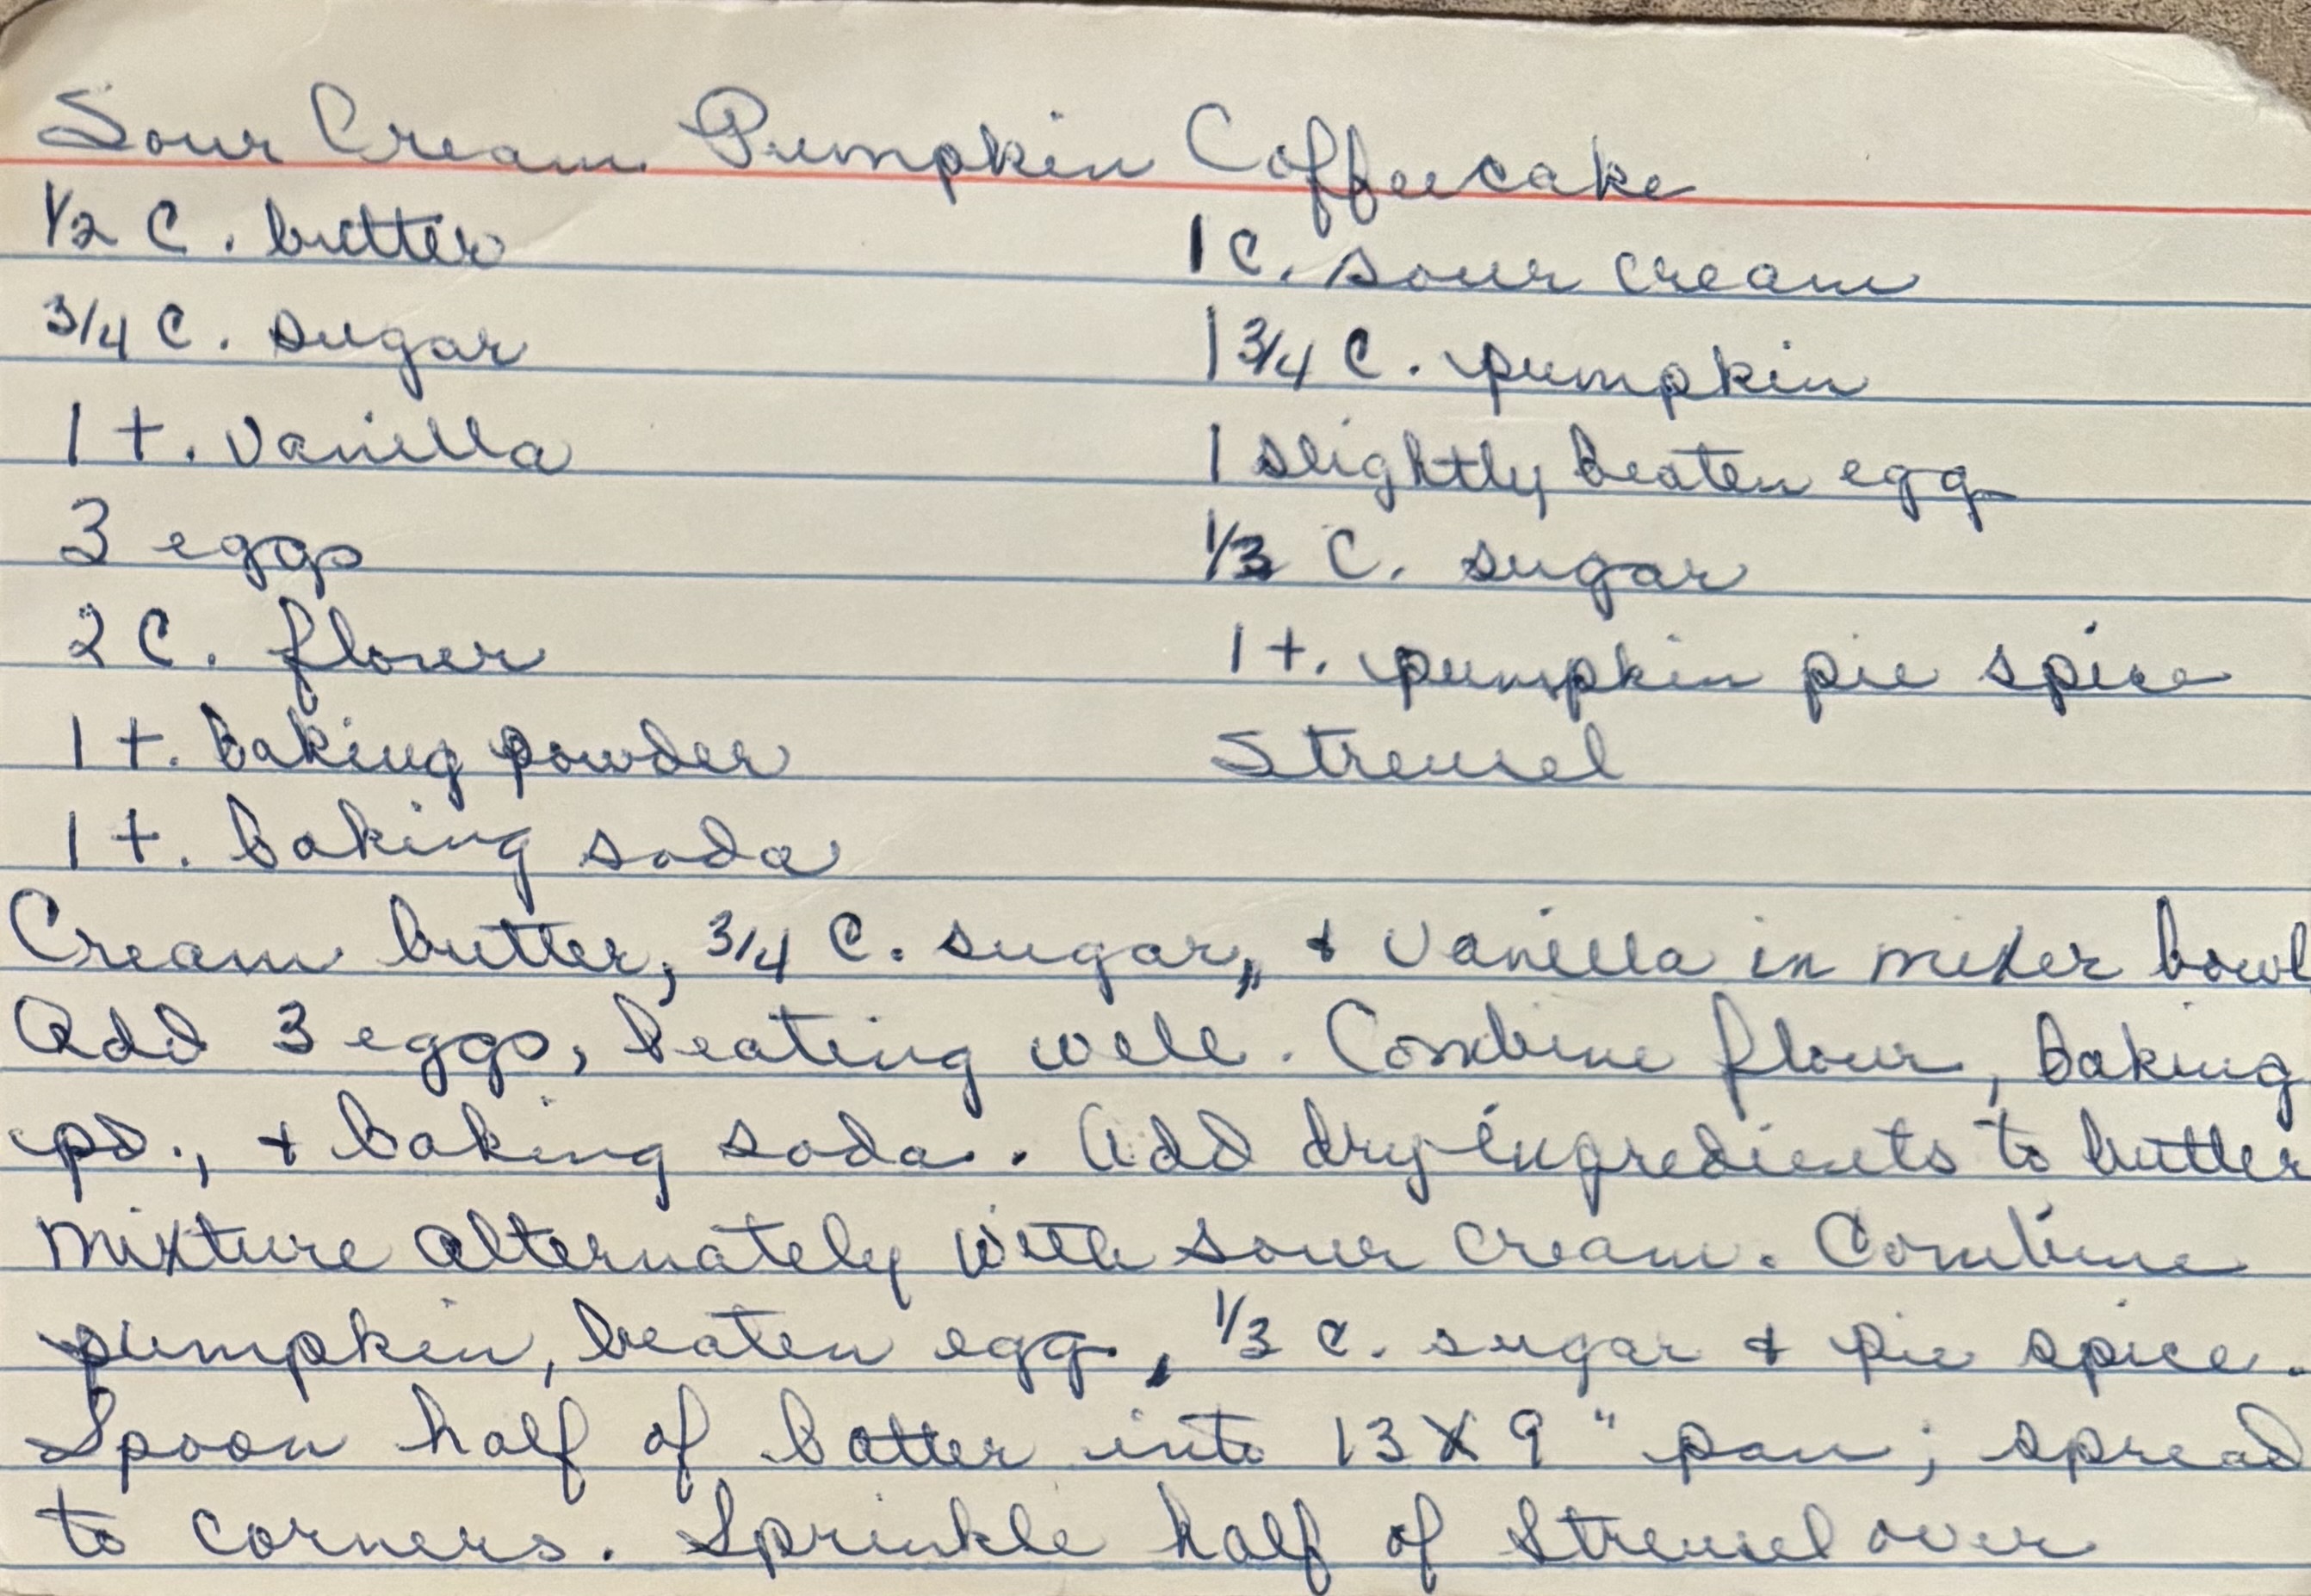 Sour Cream Pumpkin Coffeecake
1/2 C. butter
3/4 C. sugar
1 t. vanilla
3 eggs
2 C. flour
1 t. baking powder
1 t. baking soda
1 C. sour cream
1 3/4 C. pumpkin
1 slightly beaten egg
1/3 C. sugar
1 t. pumpkin pie spice
Streusel
Cream butter, 3/4 C. sugar,, + vanilla in mixer bowl
Add 3 eggs, beating well. Combine flour, baking
pd., + baking soda. Add dry ingredients to butter
mixture alternately with sour cream. Combine
pumpkin, beaten egg, 1/3 c. sugar + pie spice.
Spoon half of batter into 13 X 9" pan; spread
to corners. Sprinkle half of Streusel over